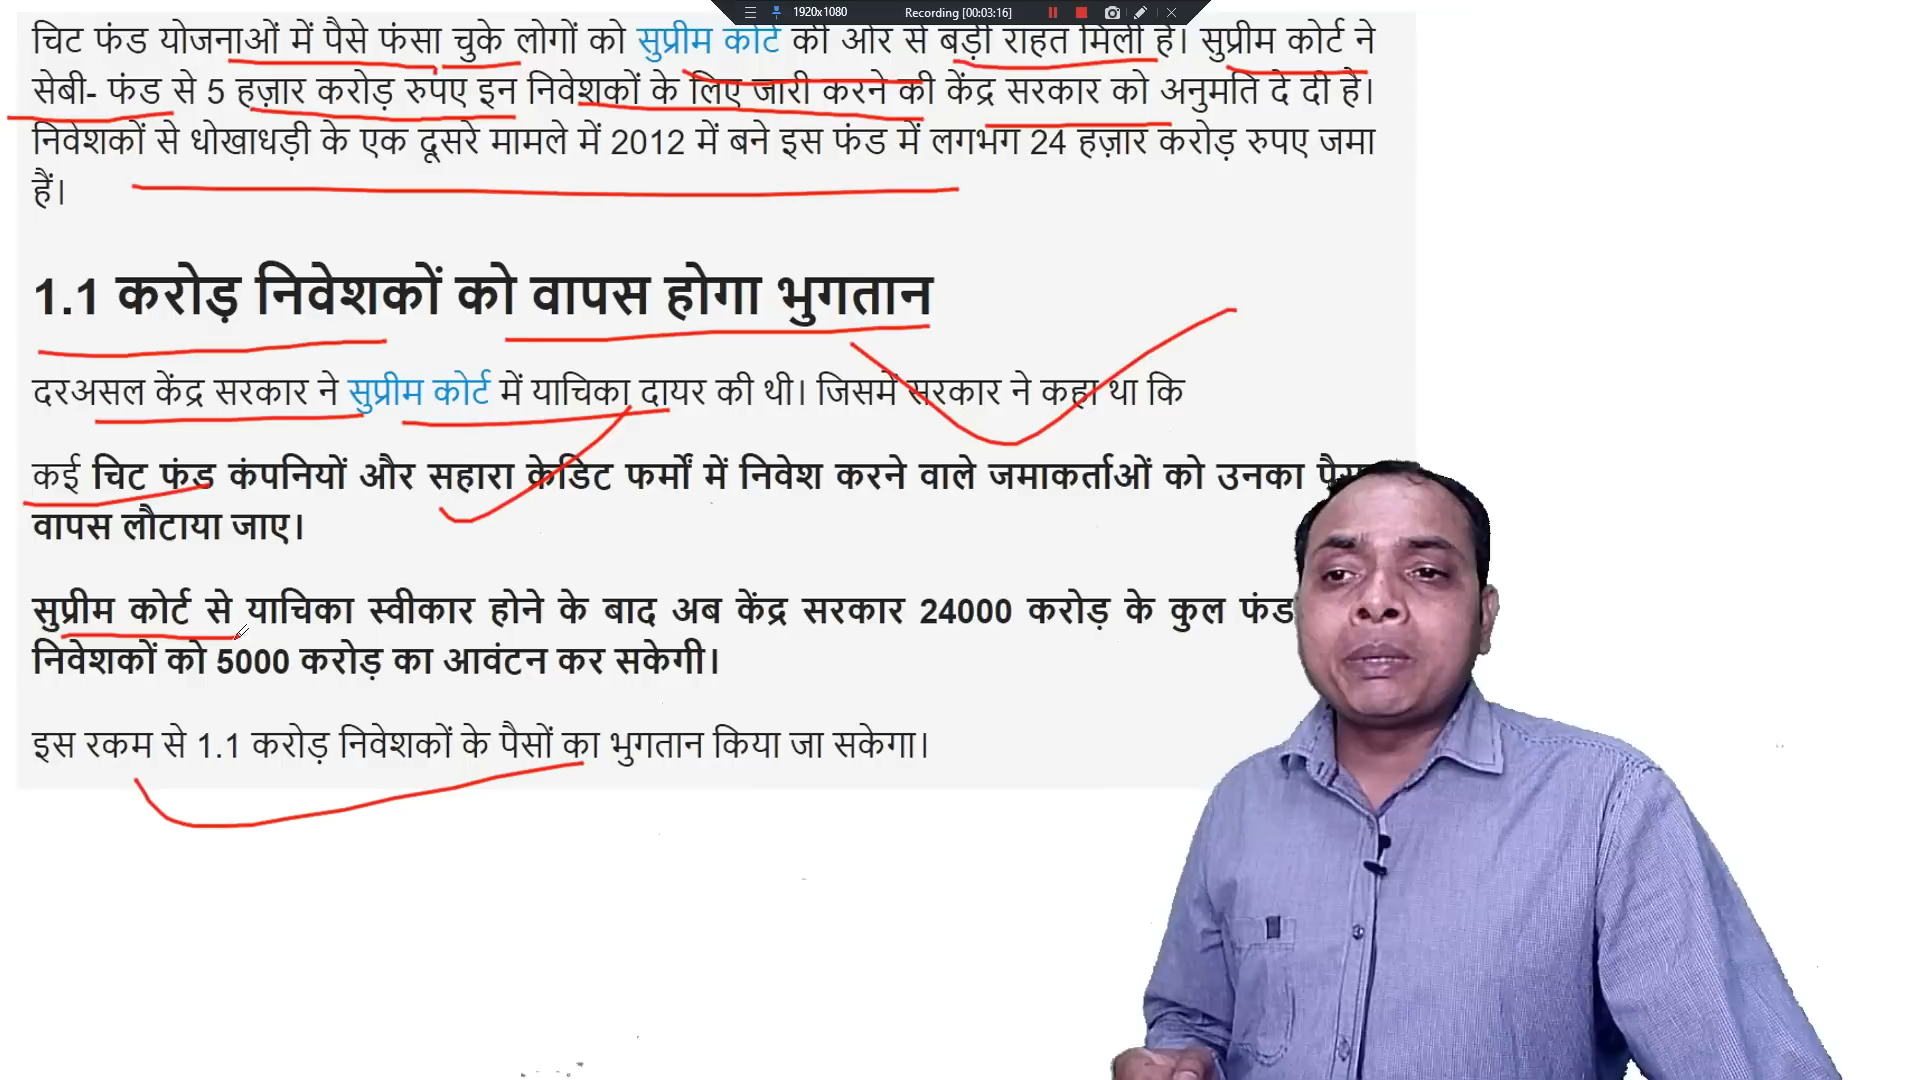 1920x1080 Recording [00:03:16]
चिट फंड योजनाओं में पैसे फंसा चुके लोगों को सुप्रीम कोर्ट की ओर से बड़ी राहत मिली है। सुप्रीम कोर्ट ने
सेबी- फंड से 5 हज़ार करोड़ रुपए इन निवेशकों के लिए जारी करने की केंद्र सरकार को अनुमति दे दी है।
निवेशकों से धोखाधड़ी के एक दूसरे मामले में 2012 में बने इस फंड में लगभग 24 हज़ार करोड़ रुपए जमा
हैं।
1.1 करोड़ निवेशकों को वापस होगा भुगतान
दरअसल केंद्र सरकार ने सुप्रीम कोर्ट में याचिका दायर की थी। जिसमें सरकार ने कहा था कि
कई चिट फंड कंपनियों और सहारा क्रेडिट फर्मों में निवेश करने वाले जमाकर्ताओं को उनका
वापस लौटाया जाए।
सुप्रीम कोर्ट से याचिका स्वीकार होने के बाद अब केंद्र सरकार 24000 करोड़ के कुल फंड
निवेशकों को 5000 करोड़ का आवंटन कर सकेगी।
इस रकम से 1.1 करोड़ निवेशकों के पैसों का भुगतान किया जा सकेगा।